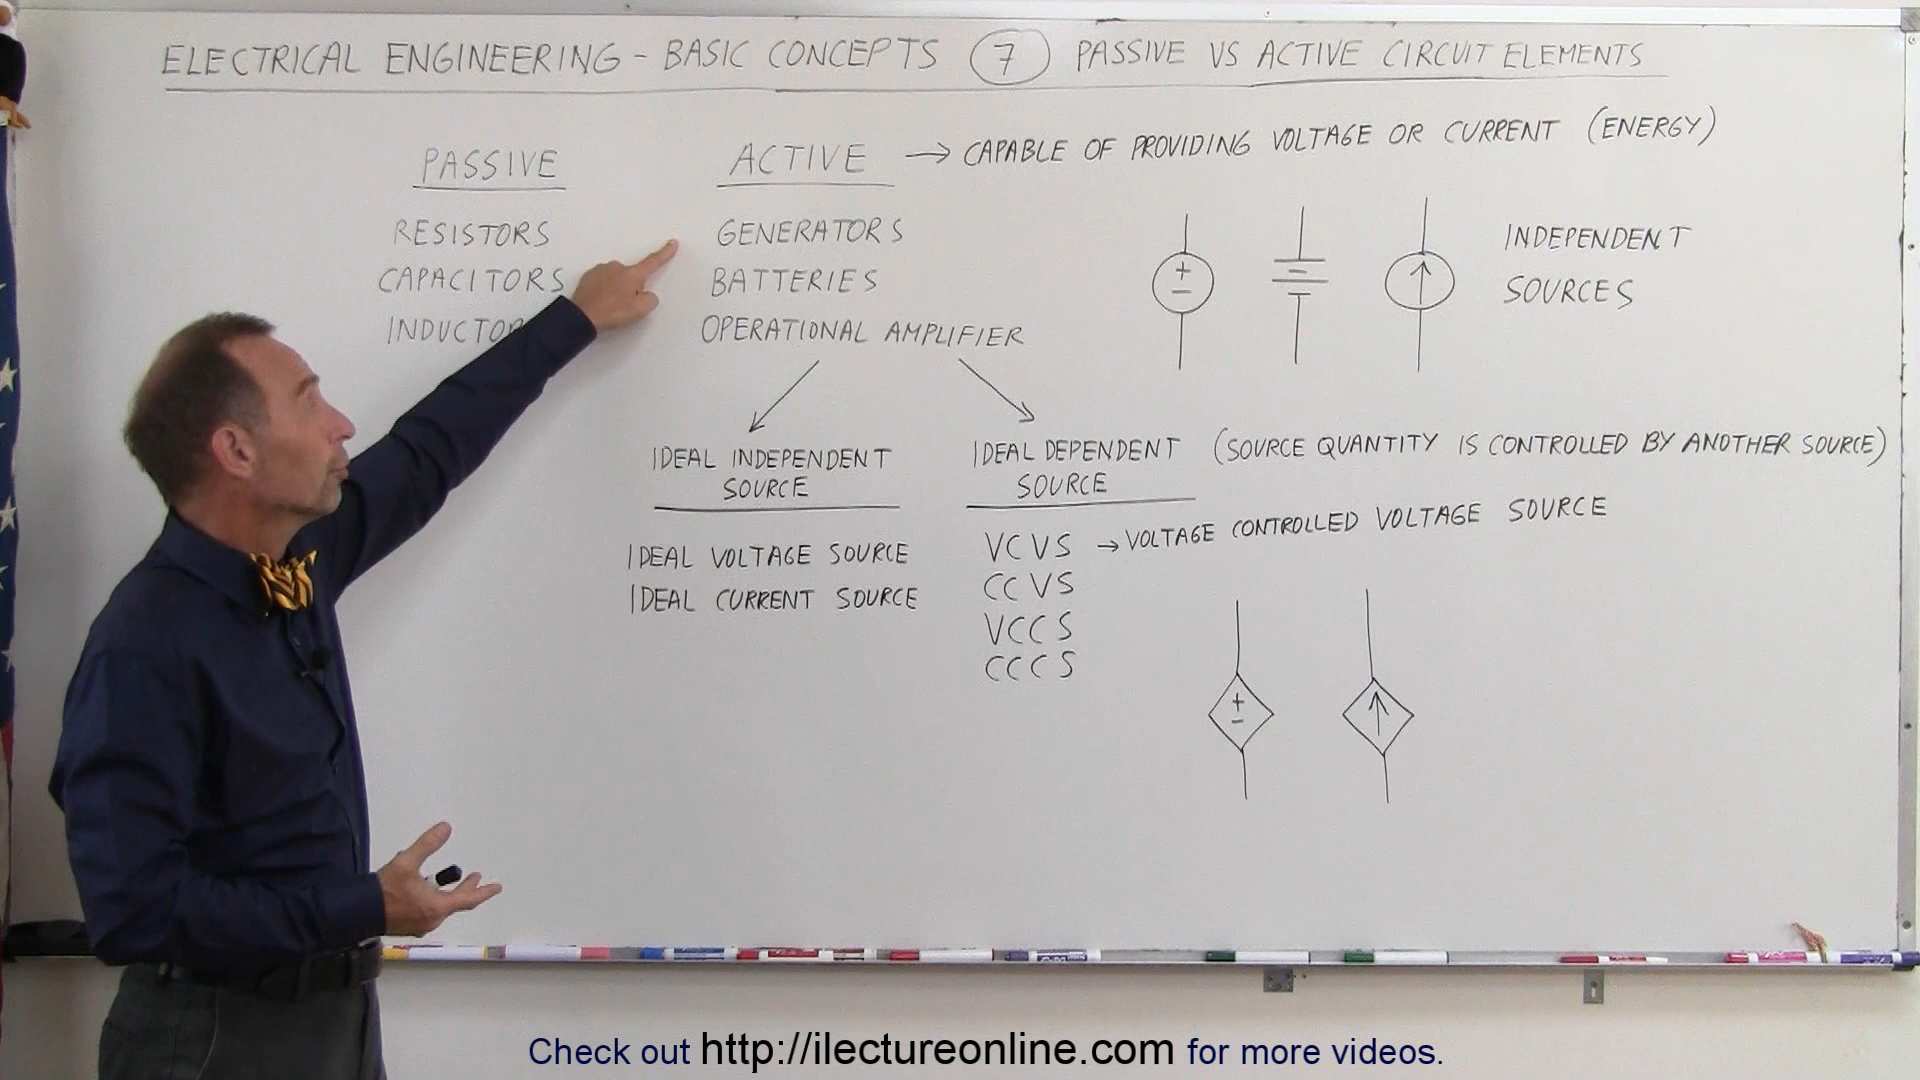 ELECTRICAL ENGINEERING - BASIC CONCEPTS 7 PASSIVE VS ACTIVE CIRCUIT ELEMENTS
PASSIVE
RESISTORS
CAPACITORS
INDUCTOR
ACTIVE → CAPABLE OF PROVIDING VOLTAGE OR CURRENT (ENERGY)
GENERATORS
BATTERIES
OPERATIONAL AMPLIFIER
+
−
−
INDEPENDENT
SOURCES
IDEAL INDEPENDENT
SOURCE
IDEAL VOLTAGE SOURCE
IDEAL CURRENT SOURCE
IDEAL DEPENDENT (SOURCE QUANTITY IS CONTROLLED BY ANOTHER SOURCE)
SOURCE
VCVS → VOLTAGE CONTROLLED VOLTAGE SOURCE
CCVS
VCCS
CCCS
+
−
Check out http://ilectureonline.com for more videos.